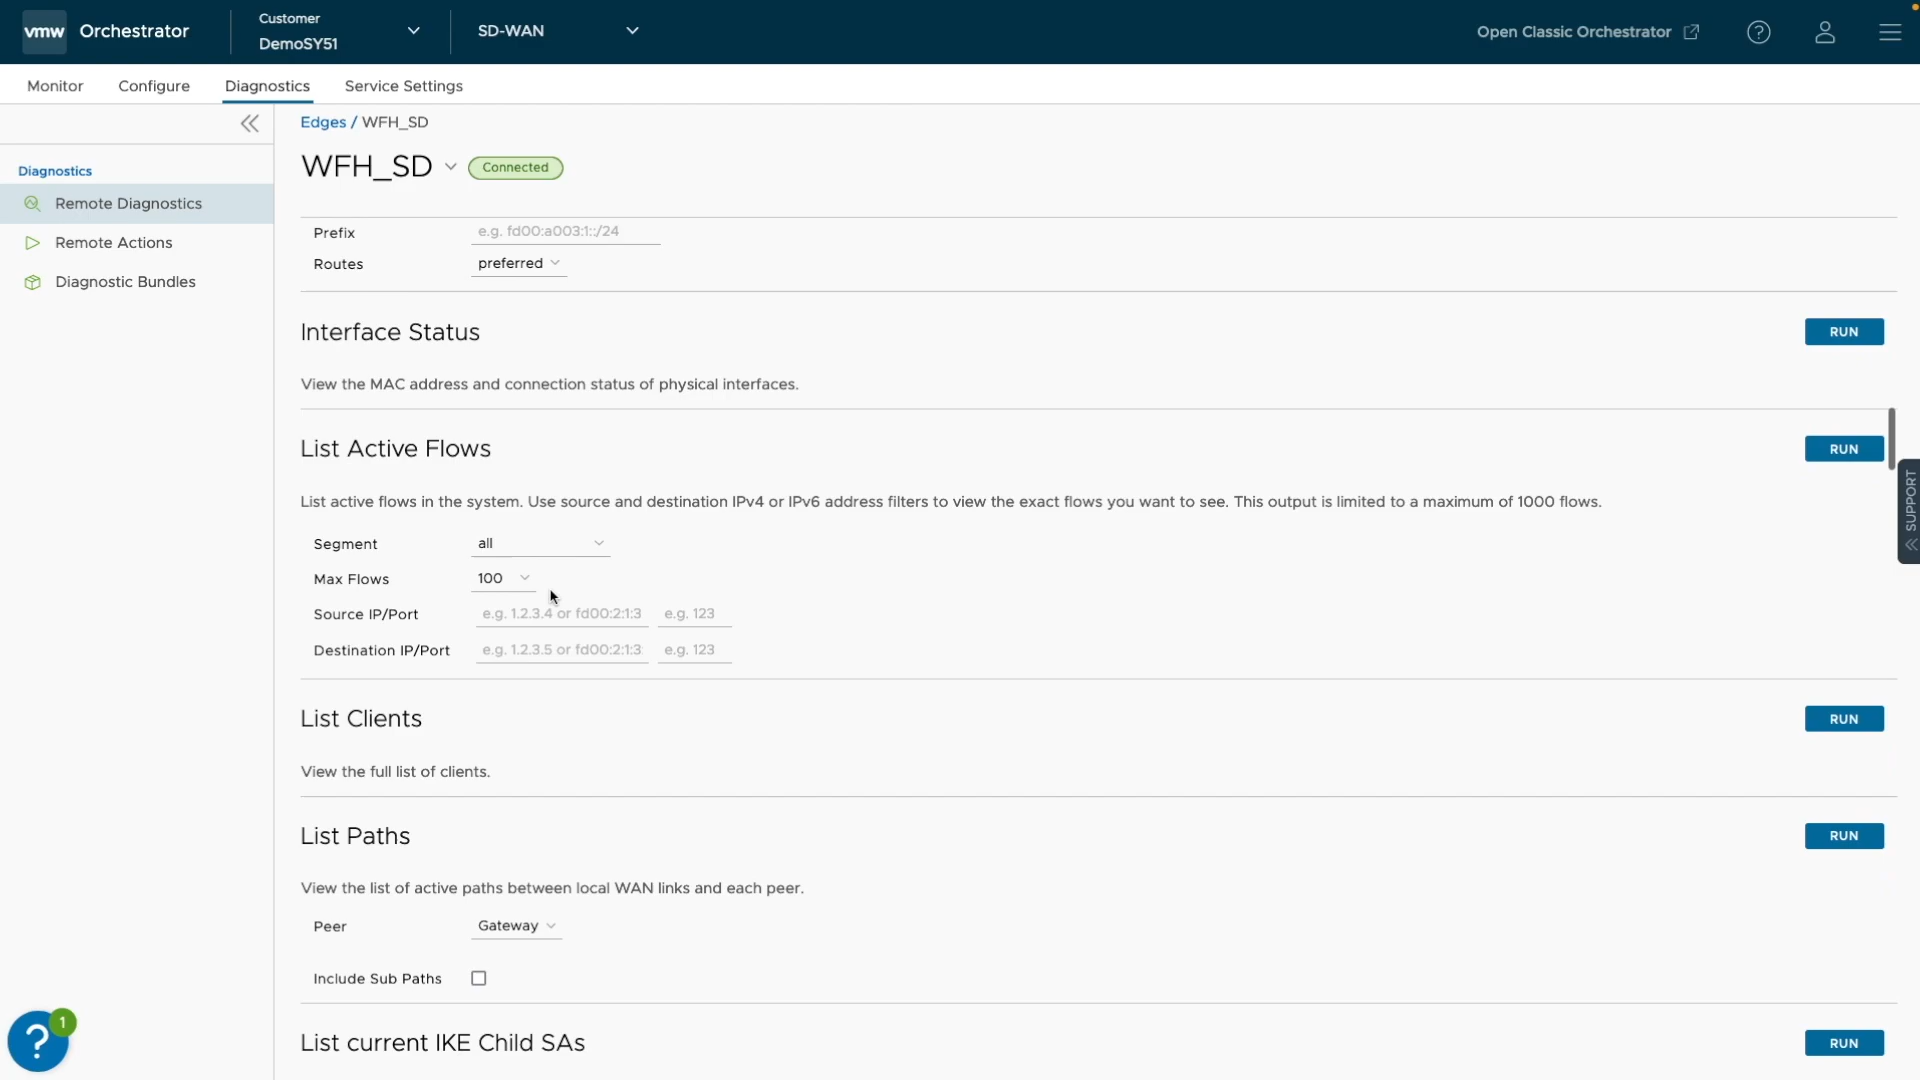 vmw Orchestrator
Customer
DemoSY51
SD-WAN
Open Classic Orchestrator
Monitor Configure Diagnostics Service Settings
Edges / WFH_SD
WFH_SD Connected
Diagnostics
Remote Diagnostics
Remote Actions
Diagnostic Bundles
Prefix e.g. fd00:a003:1::/24
Routes preferred
Interface Status RUN
View the MAC address and connection status of physical interfaces.
List Active Flows RUN
List active flows in the system. Use source and destination IPv4 or IPv6 address filters to view the exact flows you want to see. This output is limited to a maximum of 1000 flows.
Segment all
Max Flows 100
Source IP/Port e.g. 1.2.3.4 or fd00:2:1:3 e.g. 123
Destination IP/Port e.g. 1.2.3.5 or fd00:2:1:3 e.g. 123
SUPPORT
List Clients RUN
View the full list of clients.
List Paths RUN
View the list of active paths between local WAN links and each peer.
Peer Gateway
Include Sub Paths
List current IKE Child SAs RUN
? 1